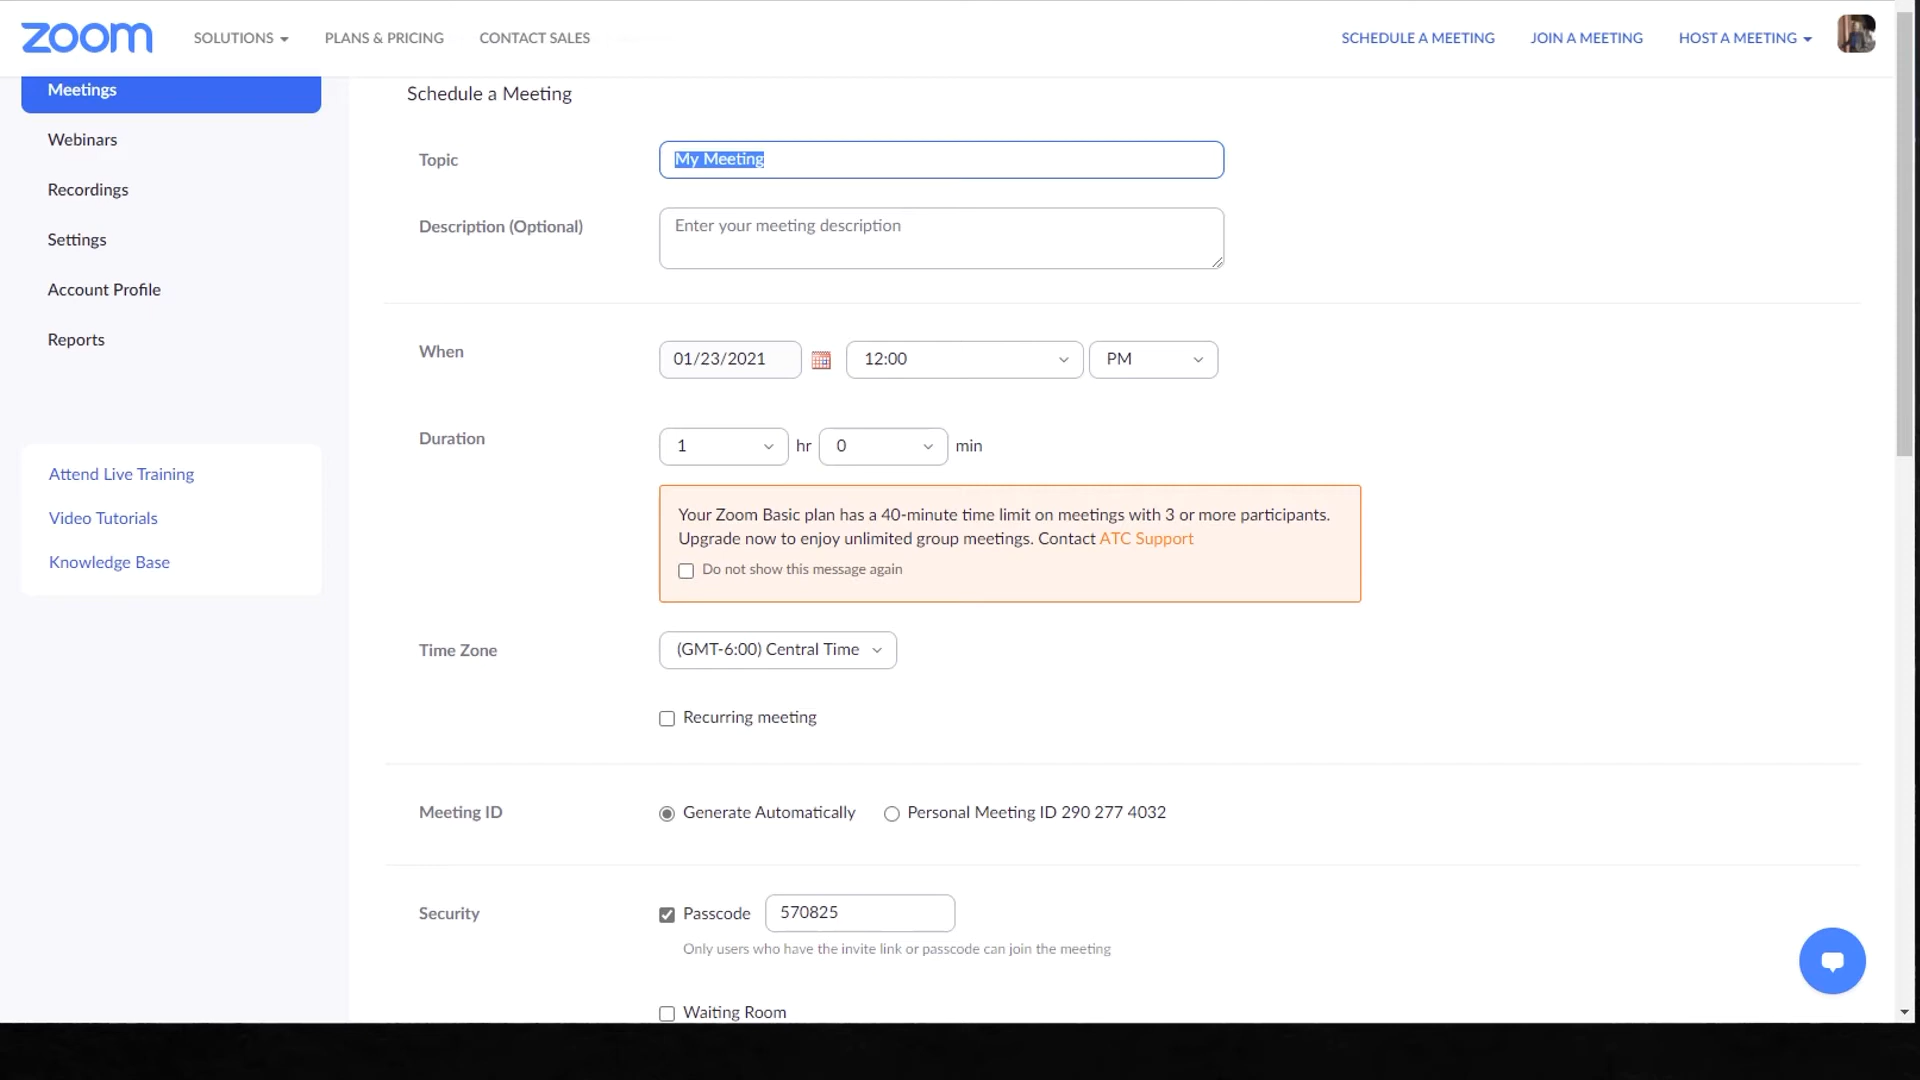 zoom SOLUTIONS PLANS & PRICING CONTACT SALES SCHEDULE A MEETING JOIN A MEETING HOST A MEETING
Meetings
Webinars
Recordings
Settings
Account Profile
Reports
Attend Live Training
Video Tutorials
Knowledge Base
Schedule a Meeting
Topic My Meeting
Description (Optional) Enter your meeting description
When 01/23/2021 12:00 PM
Duration 1 hr 0 min
Your Zoom Basic plan has a 40-minute time limit on meetings with 3 or more participants.
Upgrade now to enjoy unlimited group meetings. Contact ATC Support
Do not show this message again
Time Zone (GMT-6:00) Central Time
Recurring meeting
Meeting ID Generate Automatically Personal Meeting ID 290 277 4032
Security Passcode 570825
Only users who have the invite link or passcode can join the meeting
Waiting Room